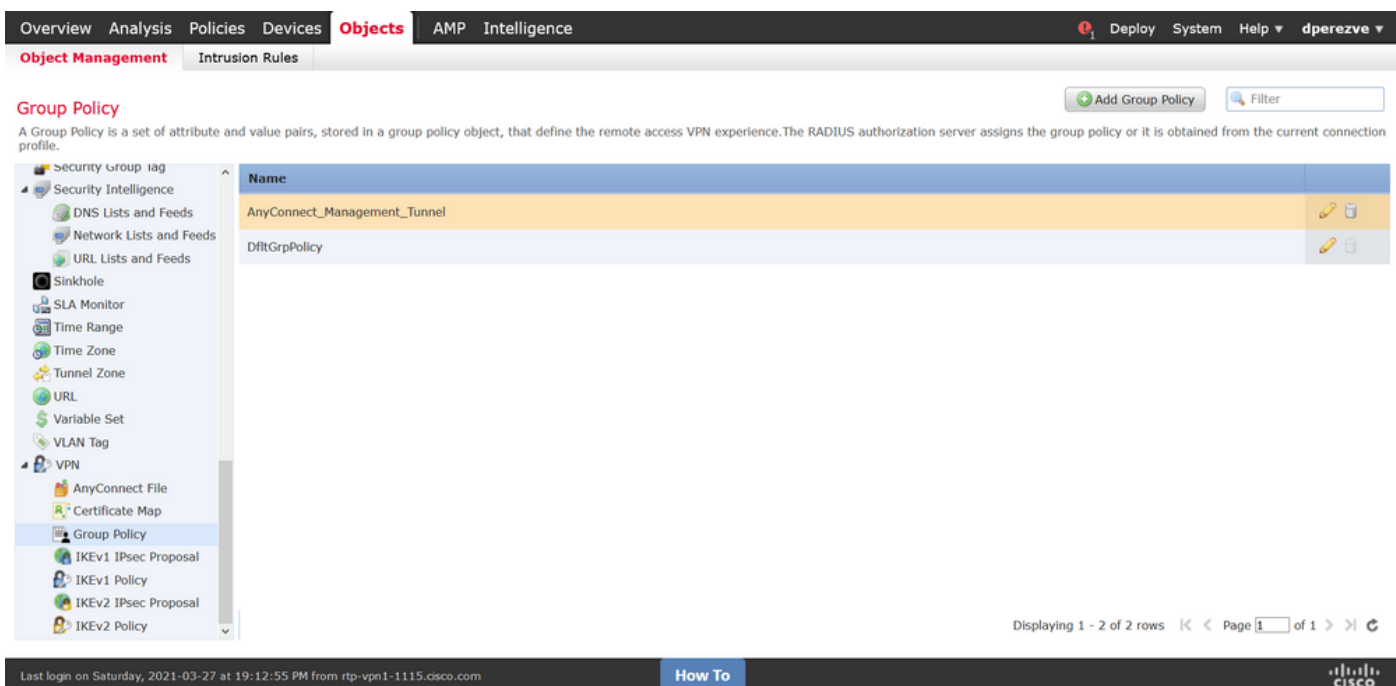 Overview Analysis Policies Devices Objects AMP Intelligence 1 Deploy System Help dperezve
Object Management Intrusion Rules
Group Policy
Add Group Policy Filter
A Group Policy is a set of attribute and value pairs, stored in a group policy object, that define the remote access VPN experience.The RADIUS authorization server assigns the group policy or it is obtained from the current connection
profile.
Security Group Tag
Security Intelligence
DNS Lists and Feeds
Network Lists and Feeds
URL Lists and Feeds
Sinkhole
SLA Monitor
Time Range
Time Zone
Tunnel Zone
URL
Variable Set
VLAN Tag
VPN
AnyConnect File
Certificate Map
Group Policy
IKEv1 IPsec Proposal
IKEv1 Policy
IKEv2 IPsec Proposal
IKEv2 Policy
Name
AnyConnect_Management_Tunnel
DfltGrpPolicy
Displaying 1 - 2 of 2 rows Page 1 of 1
Last login on Saturday, 2021-03-27 at 19:12:55 PM from rtp-vpn1-1115.cisco.com
How To
CISCO